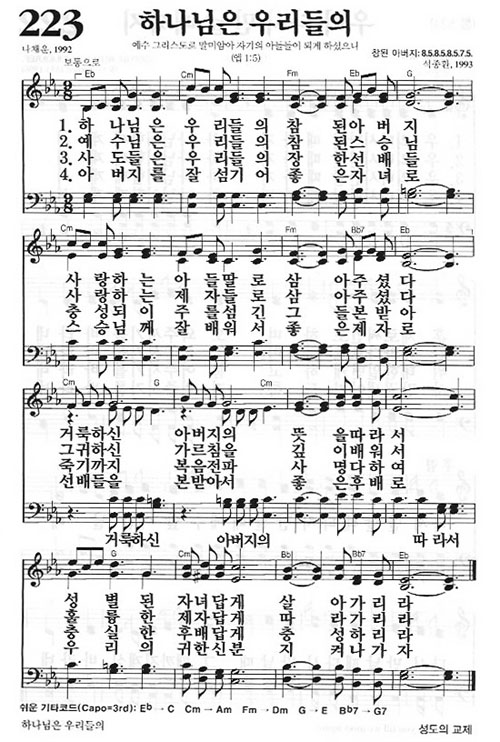 223 하나님은 우리들의
나채운, 1992
예수 그리스도로 말미암아 자기의 아들들이 되게 하셨으니
(엡 1:5)
참된 아버지: 8.5.8.5.8.5.7.5.
석종환, 1993
보통으로
Eb Cm Fm Eb
1. 하 나님은 우 리들의 참 된아버 지
2. 예 수님은 우 리들의 참 된스승 님
3. 사 도들은 우 리들의 장 한선배 들
4. 아 버지를 잘 섬기어 좋 은자녀 로
Cm Eb Fm Bb7 G
사 랑하 는 아 들딸로 삼 아주셨 다
사 랑하 는 제 자들로 삼 아주셨 다
충 성되 이 주 를섬긴 그 들본받 아
스 승님 께 잘 배워서 좋 은제자 로
Cm G Cm
거룩하신 아버지의 뜻 을따라 서
그귀하신 가르침을 깊 이배워 서
죽기까지 복음전파 사 명다하 여
선배들을 본받아서 좋 은후배 로
거룩하신 아버지의 따 라서
Eb G Cm Bb Bb7 Eb
성 별 된 자녀답게 살 아가리 라
훌 륭 한 제자답게 따 라가리 라
충 실 한 후배답게 충 성하리 라
우 리 의 귀한신분 지 켜나가 자
쉬운 기타코드(Capo=3rd): Eb → C Cm → Am Fm → Dm G → E Bb7 → G7
하나님은 우리들의
성도의 교제